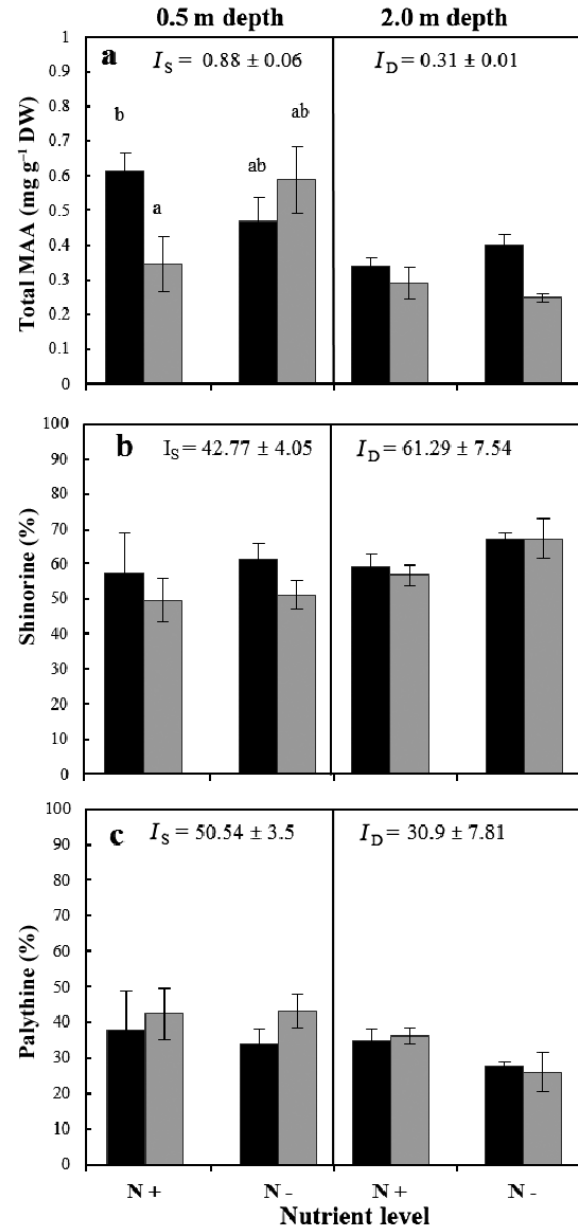 0.5 m depth 2.0 m depth
a I_S = 0.88 ± 0.06 I_D = 0.31 ± 0.01
b
a
ab
ab
Total MAA (mg g⁻¹ DW)
1
0.9
0.8
0.7
0.6
0.5
0.4
0.3
0.2
0.1
0
b I_S = 42.77 ± 4.05 I_D = 61.29 ± 7.54
Shinorine (%)
100
90
80
70
60
50
40
30
20
10
0
c I_S = 50.54 ± 3.5 I_D = 30.9 ± 7.81
Palythine (%)
100
90
80
70
60
50
40
30
20
10
0
N + N - N + N -
Nutrient level